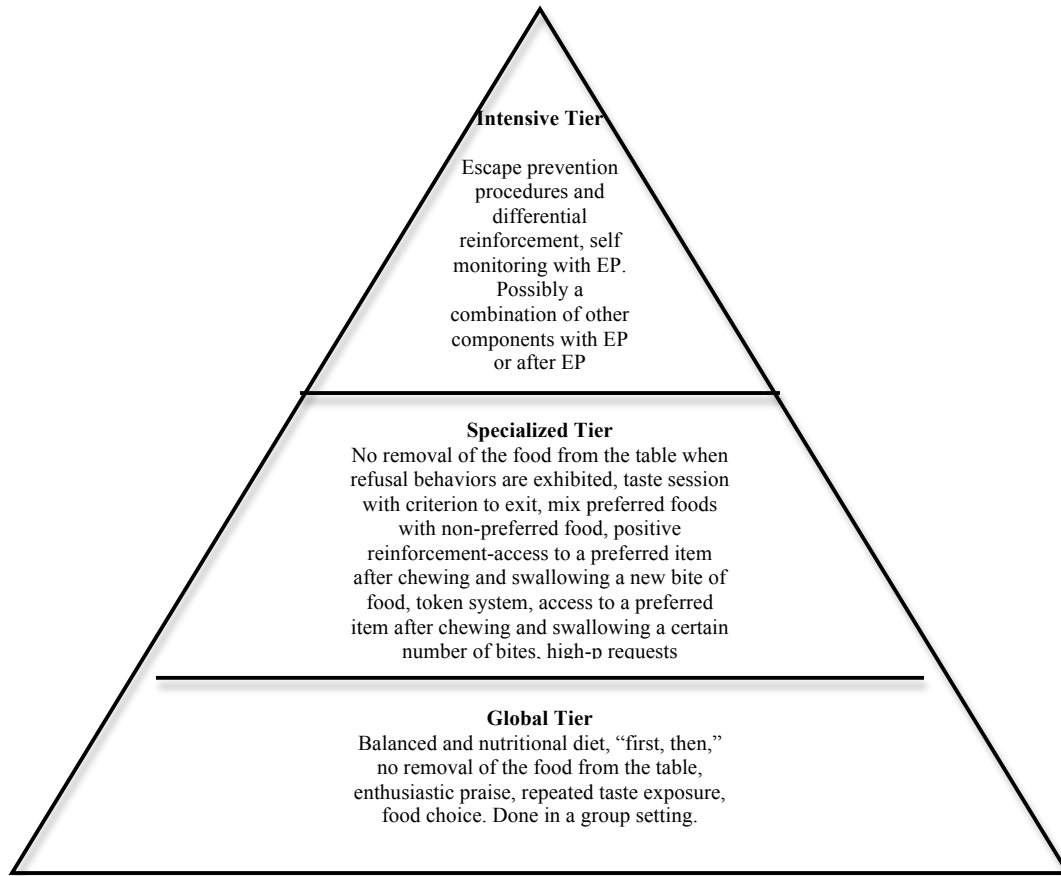 Intensive Tier
Escape prevention
procedures and
differential
reinforcement, self
monitoring with EP.
Possibly a
combination of other
components with EP
or after EP
Specialized Tier
No removal of the food from the table when
refusal behaviors are exhibited, taste session
with criterion to exit, mix preferred foods
with non-preferred food, positive
reinforcement-access to a preferred item
after chewing and swallowing a new bite of
food, token system, access to a preferred
item after chewing and swallowing a certain
number of bites, high-p requests
Global Tier
Balanced and nutritional diet, “first, then,”
no removal of the food from the table,
enthusiastic praise, repeated taste exposure,
food choice. Done in a group setting.